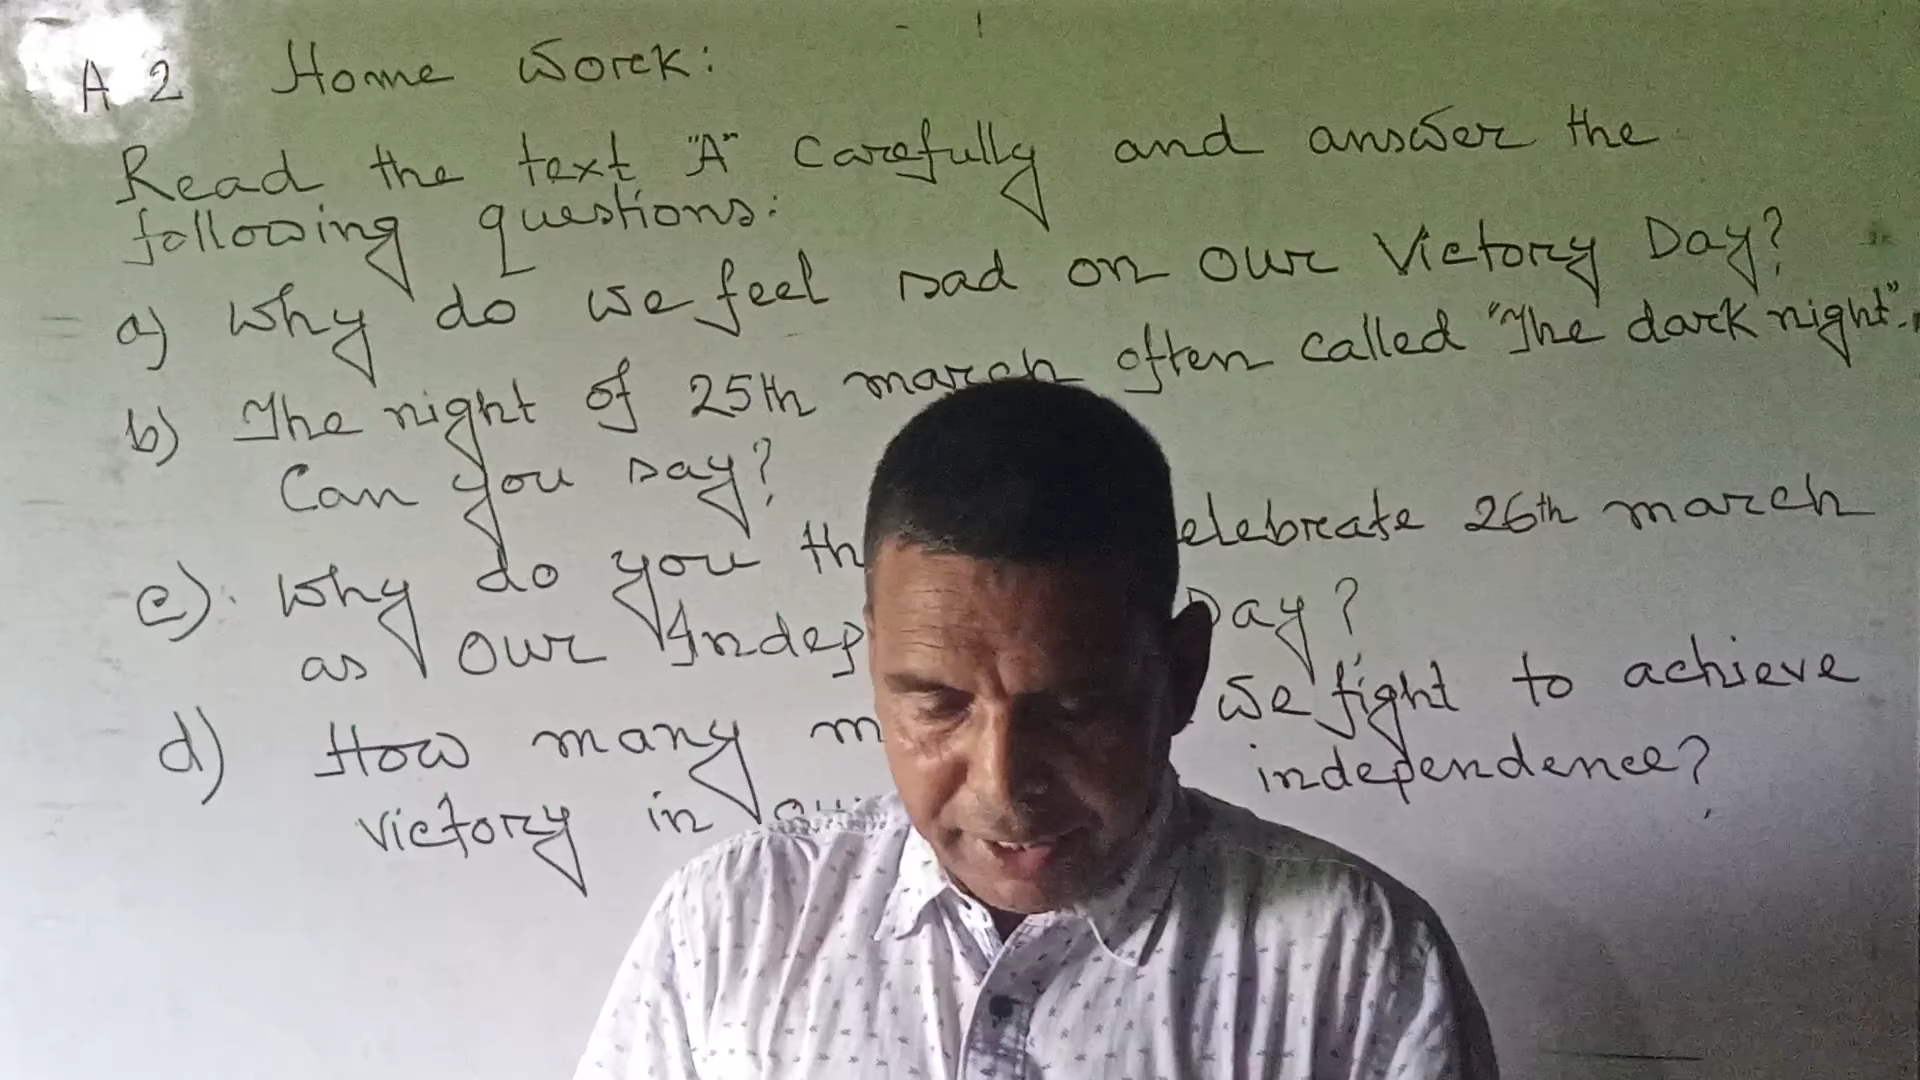 A 2 Home Work:
Read the text "A" Carefully and answer the
following questions:
a) Why do we feel sad on our Victory Day?
b) The night of 25th march often called "The dark night".
Can you say?
c). Why do you th elebrate 26th march
as our Indep Day?
d) How many m we fight to achieve
victory in independence?